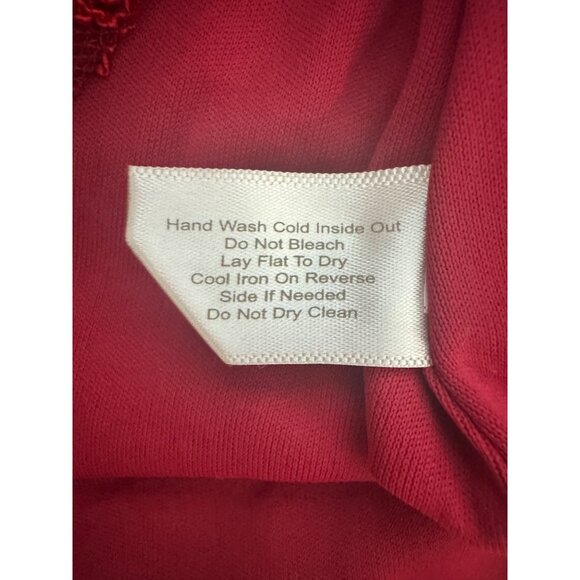 Hand Wash Cold Inside Out
Do Not Bleach
Lay Flat To Dry
Cool Iron On Reverse
Side If Needed
Do Not Dry Clean